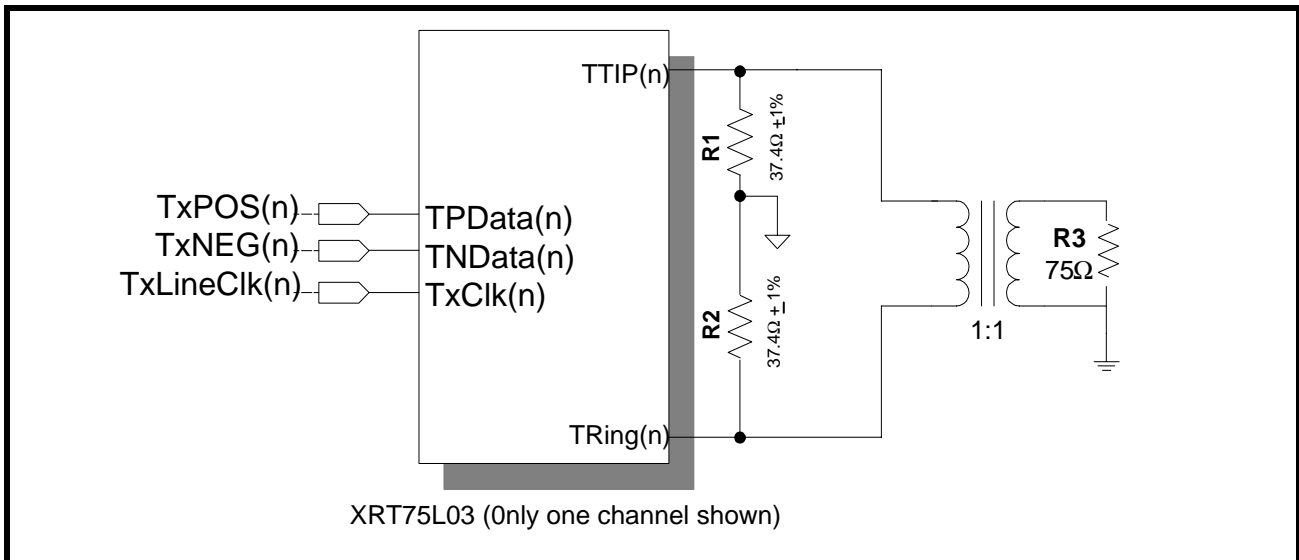 TTIP(n)
R1
37.4Ω ±1%
TxPOS(n)
TPData(n)
TxNEG(n)
TNData(n)
TxLineClk(n)
TxClk(n)
R3
75Ω
R2
37.4Ω ±1%
1:1
TRing(n)
XRT75L03 (0nly one channel shown)